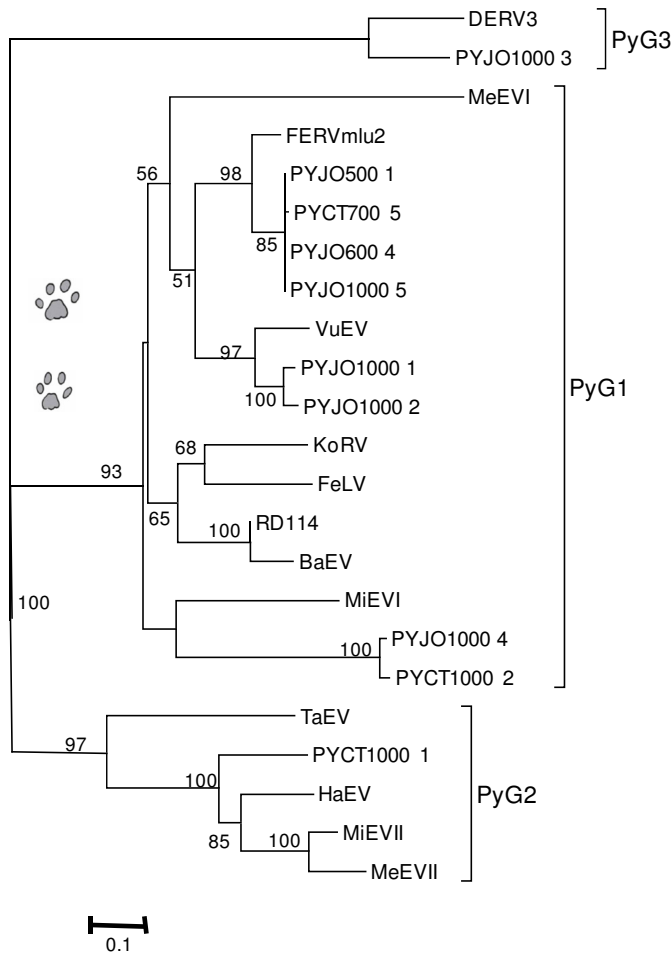 DERV3
PyG3
PYJO1000 3
MeEVI
FERVmlu2
56
98
PYJO500 1
PYCT700 5
85
PYJO600 4
51
PYJO1000 5
VuEV
97
PYJO1000 1
PyG1
100
PYJO1000 2
68
KoRV
93
FeLV
65
100
RD114
BaEV
100
MiEVI
PYJO1000 4
100
PYCT1000 2
TaEV
97
PYCT1000 1
100
HaEV
PyG2
85
100
MiEVII
MeEVII
0.1